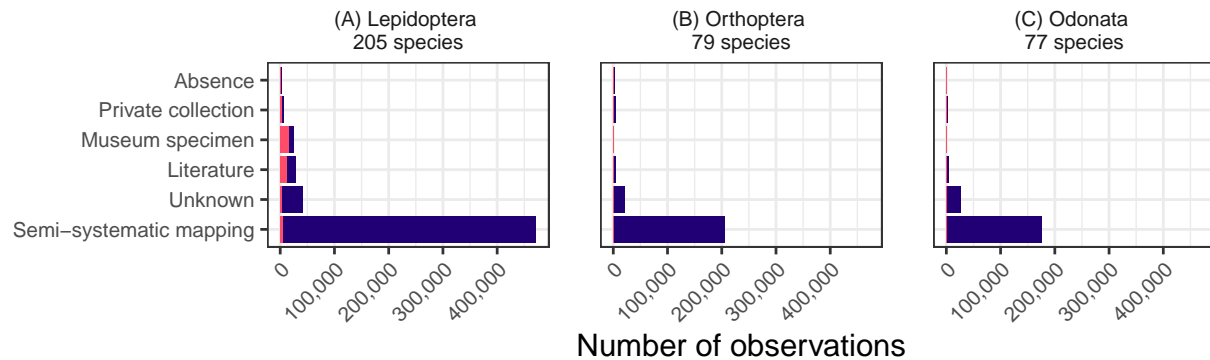 (A) Lepidoptera
205 species
(B) Orthoptera
79 species
(C) Odonata
77 species
Absence
Private collection
Museum specimen
Literature
Unknown
Semi−systematic mapping
0
100,000
200,000
300,000
400,000
0
100,000
200,000
300,000
400,000
0
100,000
200,000
300,000
400,000
Number of observations